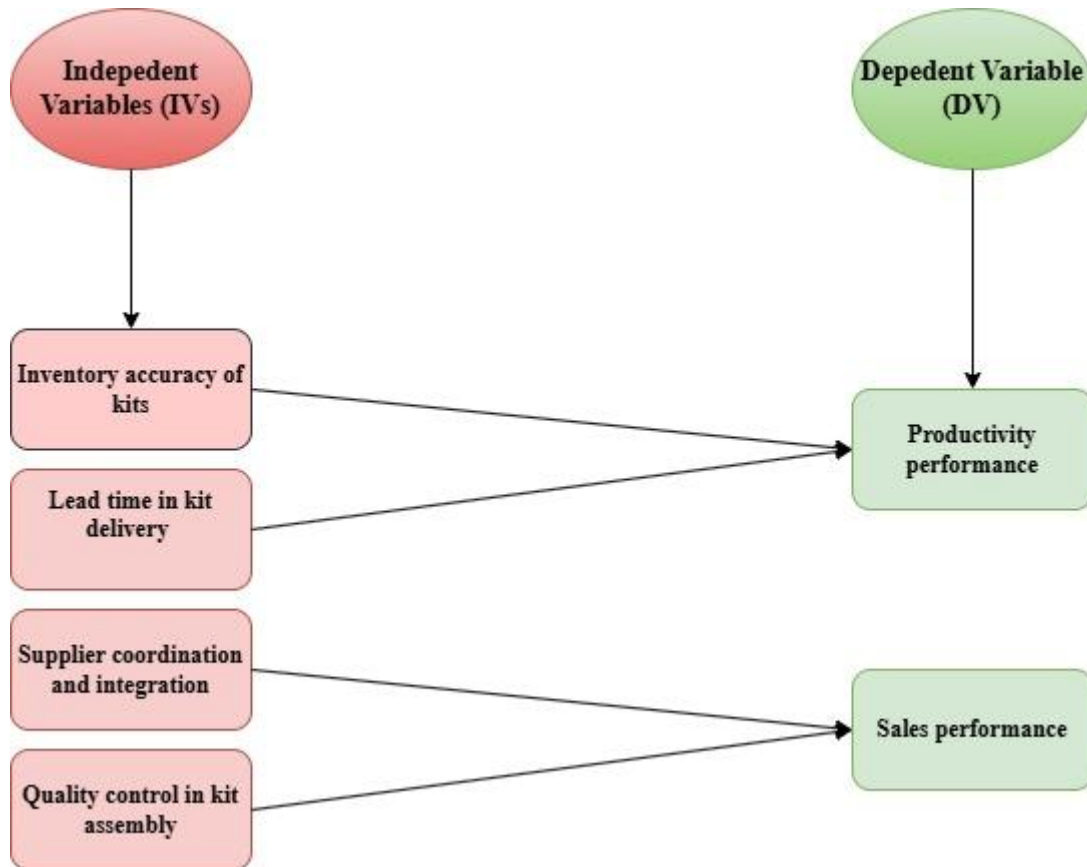 Indepedent
Variables (IVs)
Depedent Variable
(DV)
Inventory accuracy of
kits
Productivity
performance
Lead time in kit
delivery
Supplier coordination
and integration
Sales performance
Quality control in kit
assembly